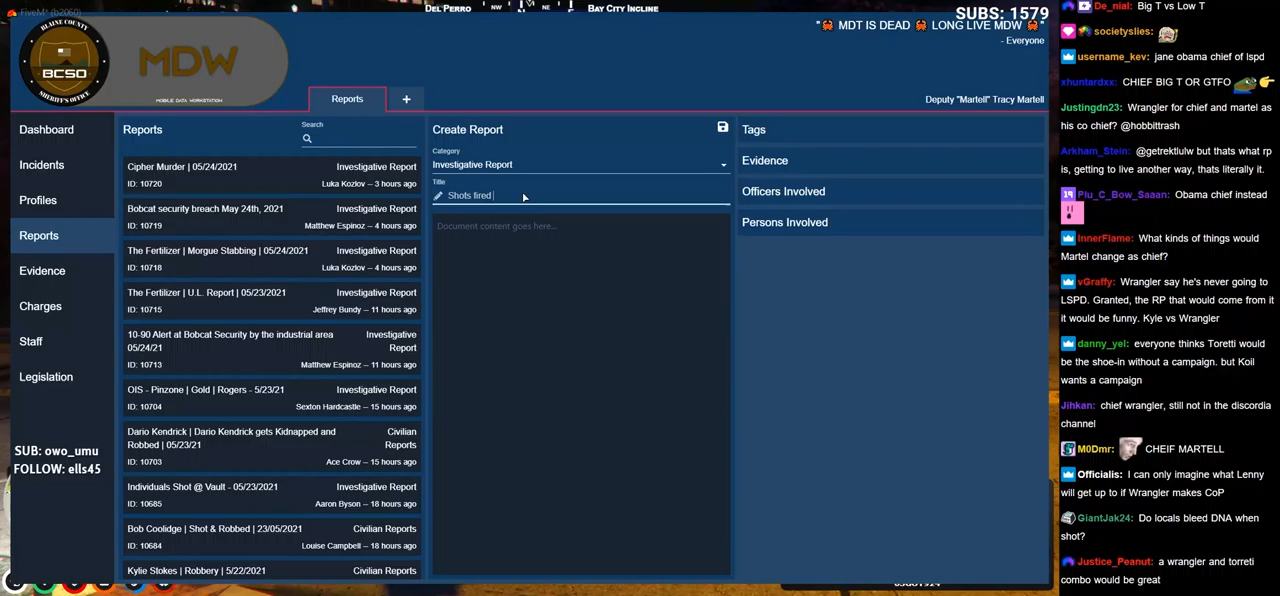 FiveM® (b2060)
DEL PERRO
NW
N
NE
BAY CITY INCLINE
SUBS: 1579
" 🦀 MDT IS DEAD 🦀 LONG LIVE MDW 🦀 "
- Everyone
BLAINE COUNTY
BCSO
SHERIFF'S OFFICE
MDW
MOBILE DATA WORKSTATION
Reports
+
Deputy "Martell" Tracy Martell
Dashboard
Incidents
Profiles
Reports
Evidence
Charges
Staff
Legislation
SUB: owo_umu
FOLLOW: ells45
Reports
Search
Cipher Murder | 05/24/2021 Investigative Report
ID: 10720 Luka Kozlov – 3 hours ago
Bobcat security breach May 24th, 2021 Investigative Report
ID: 10719 Matthew Espinoz – 4 hours ago
The Fertilizer | Morgue Stabbing | 05/24/2021 Investigative Report
ID: 10718 Luka Kozlov – 4 hours ago
The Fertilizer | U.L. Report | 05/23/2021 Investigative Report
ID: 10715 Jeffrey Bundy – 11 hours ago
10-90 Alert at Bobcat Security by the industrial area Investigative
05/24/21 Report
ID: 10713 Matthew Espinoz – 11 hours ago
OIS - Pinzone | Gold | Rogers - 5/23/21 Investigative Report
ID: 10704 Sexton Hardcastle – 15 hours ago
Dario Kendrick | Dario Kendrick gets Kidnapped and Civilian
Robbed | 05/23/21 Reports
ID: 10703 Ace Crow – 15 hours ago
Individuals Shot @ Vault - 05/23/2021 Investigative Report
ID: 10685 Aaron Byson – 18 hours ago
Bob Coolidge | Shot & Robbed | 23/05/2021 Civilian Reports
ID: 10684 Louise Campbell – 18 hours ago
Kylie Stokes | Robbery | 5/22/2021 Civilian Reports
Create Report
Category
Investigative Report
Title
Shots fired
Document content goes here...
Tags
Evidence
Officers Involved
Persons Involved
De_nial: Big T vs Low T
societyslies:
username_kev: jane obama chief of lspd
xhuntardxx: CHIEF BIG T OR GTFO
Justingdn23: Wrangler for chief and martel as
his co chief? @hobbittrash
Arkham_Stein: @getrektluIw but thats what rp
is, getting to live another way, thats literally it.
Plu_C_Bow_Saaan: Obama chief instead
InnerFlame: What kinds of things would
Martel change as chief?
vGraffy: Wrangler say he's never going to
LSPD. Granted, the RP that would come from it
it would be funny. Kyle vs Wrangler
danny_yel: everyone thinks Toretti would
be the shoe-in without a campaign. but Koil
wants a campaign
Jihkan: chief wrangler, still not in the discordia
channel
M0Dmr: CHEIF MARTELL
Officialis: I can only imagine what Lenny
will get up to if Wrangler makes CoP
GiantJak24: Do locals bleed DNA when
shot?
Justice_Peanut: a wrangler and torreti
combo would be great